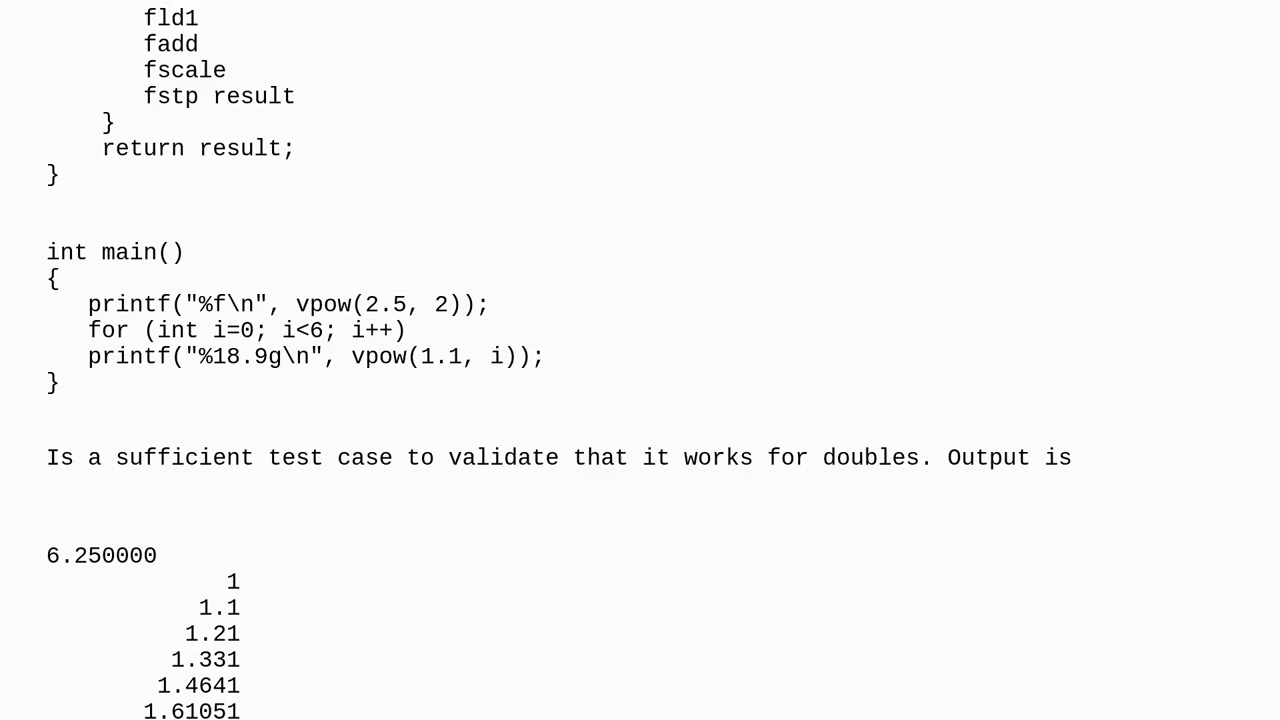 fld1
fadd
fscale
fstp result
}
return result;
}
int main()
{
printf("%f\n", vpow(2.5, 2));
for (int i=0; i<6; i++)
printf("%18.9g\n", vpow(1.1, i));
}
Is a sufficient test case to validate that it works for doubles. Output is
6.250000
1
1.1
1.21
1.331
1.4641
1.61051